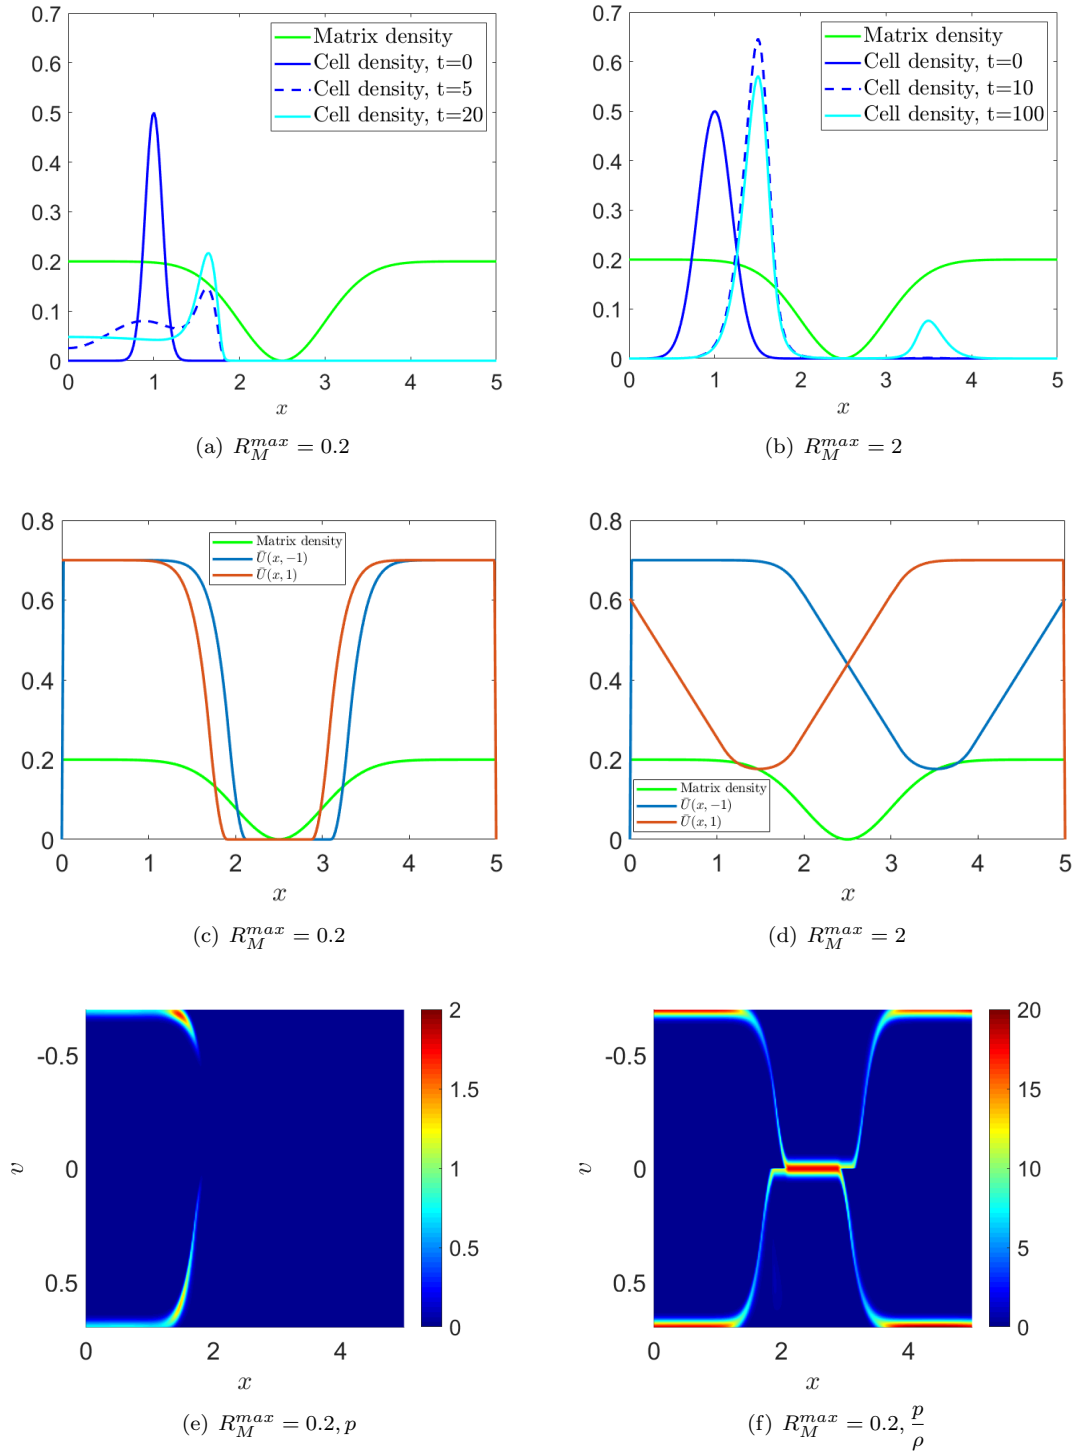 0.7
0.6
0.5
0.4
0.3
0.2
0.1
0
0 1 2 3 4 5
x
Matrix density
Cell density, t=0
Cell density, t=5
Cell density, t=20
(a) R_M^{max} = 0.2
0.7
0.6
0.5
0.4
0.3
0.2
0.1
0
0 1 2 3 4 5
x
Matrix density
Cell density, t=0
Cell density, t=10
Cell density, t=100
(b) R_M^{max} = 2
0.8
0.6
0.4
0.2
0
0 1 2 3 4 5
x
Matrix density
Ū(x, −1)
Ū(x, 1)
(c) R_M^{max} = 0.2
0.8
0.6
0.4
0.2
0
0 1 2 3 4 5
x
Matrix density
Ū(x, −1)
Ū(x, 1)
(d) R_M^{max} = 2
-0.5
0
0.5
v
0 2 4
x
2
1.5
1
0.5
0
(e) R_M^{max} = 0.2, p
-0.5
0
0.5
v
0 2 4
x
20
15
10
5
0
(f) R_M^{max} = 0.2, p/ρ